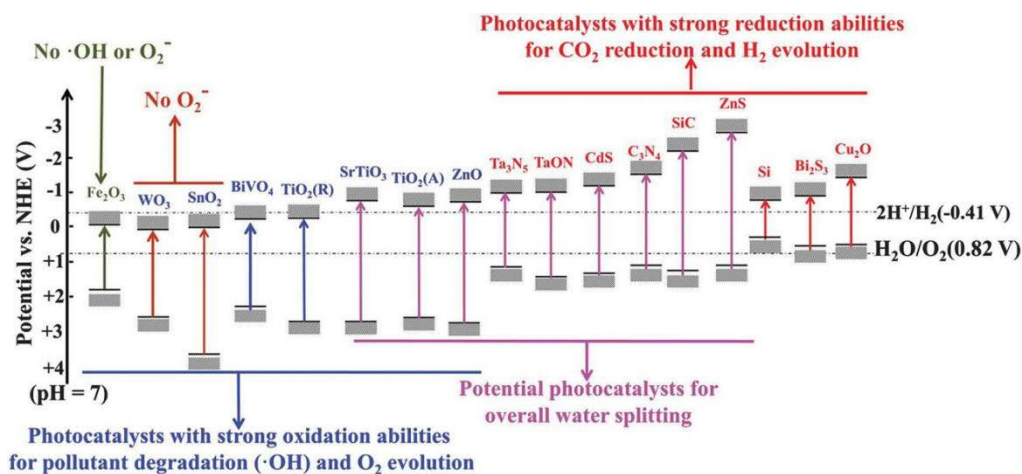 Photocatalysts with strong reduction abilities
for CO₂ reduction and H₂ evolution
No ·OH or O₂⁻
No O₂⁻
Potential vs. NHE (V)
-3
-2
-1
0
+1
+2
+3
+4
(pH = 7)
Fe₂O₃
WO₃
SnO₂
BiVO₄
TiO₂(R)
SrTiO₃
TiO₂(A)
ZnO
Ta₃N₅
TaON
CdS
C₃N₄
SiC
ZnS
Si
Bi₂S₃
Cu₂O
2H⁺/H₂(-0.41 V)
H₂O/O₂(0.82 V)
Potential photocatalysts for
overall water splitting
Photocatalysts with strong oxidation abilities
for pollutant degradation (·OH) and O₂ evolution